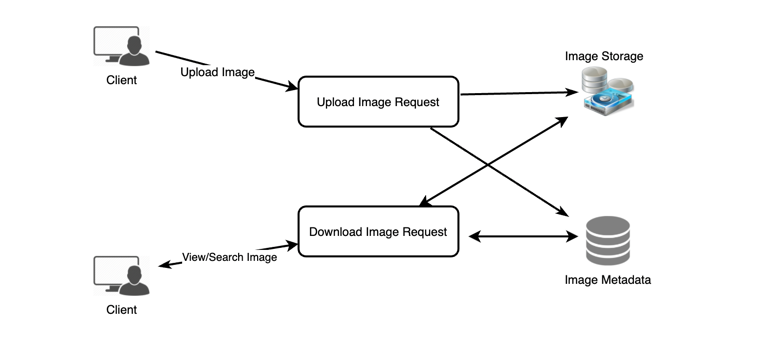 Client
Upload Image
Upload Image Request
Image Storage
Download Image Request
View/Search Image
Client
Image Metadata